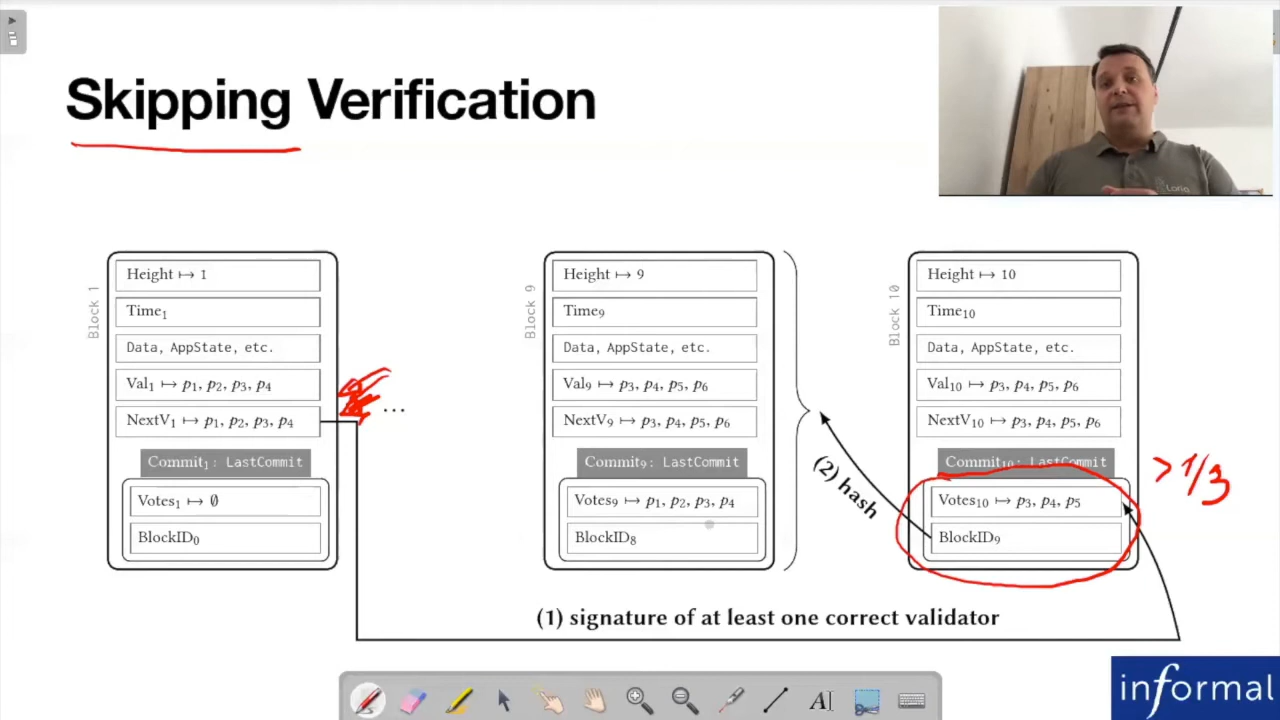 Skipping Verification
Loria
Block 1
Height ↦ 1
Time₁
Data, AppState, etc.
Val₁ ↦ p₁, p₂, p₃, p₄
NextV₁ ↦ p₁, p₂, p₃, p₄
Commit₁: LastCommit
Votes₁ ↦ ∅
BlockID₀
...
Block 9
Height ↦ 9
Time₉
Data, AppState, etc.
Val₉ ↦ p₃, p₄, p₅, p₆
NextV₉ ↦ p₃, p₄, p₅, p₆
Commit₉: LastCommit
Votes₉ ↦ p₁, p₂, p₃, p₄
BlockID₈
(2) hash
Block 10
Height ↦ 10
Time₁₀
Data, AppState, etc.
Val₁₀ ↦ p₃, p₄, p₅, p₆
NextV₁₀ ↦ p₃, p₄, p₅, p₆
Commit₁₀: LastCommit
Votes₁₀ ↦ p₃, p₄, p₅
BlockID₉
>1/3
(1) signature of at least one correct validator
AI
informal